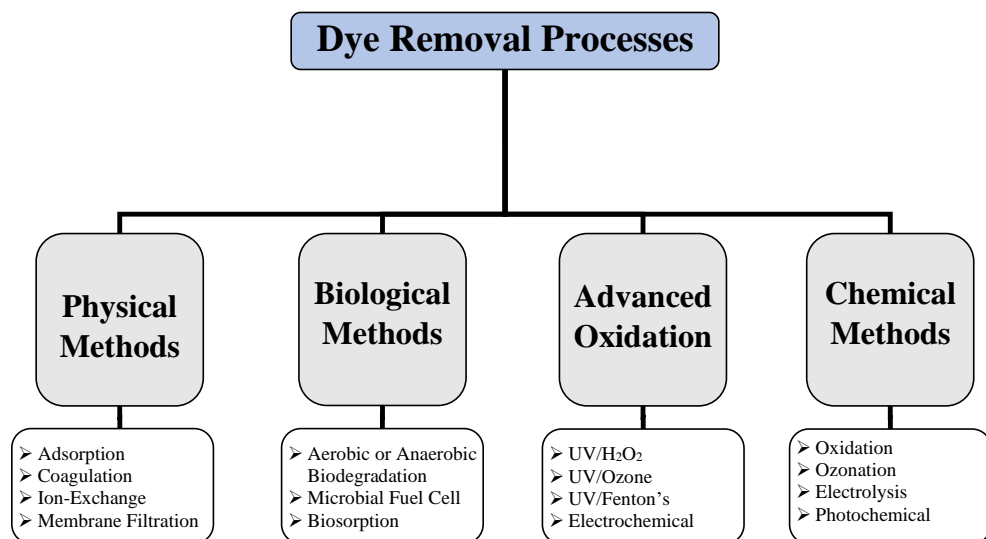 Dye Removal Processes
Physical
Methods
Biological
Methods
Advanced
Oxidation
Chemical
Methods
➢ Adsorption
➢ Coagulation
➢ Ion-Exchange
➢ Membrane Filtration
➢ Aerobic or Anaerobic
Biodegradation
➢ Microbial Fuel Cell
➢ Biosorption
➢ UV/H₂O₂
➢ UV/Ozone
➢ UV/Fenton’s
➢ Electrochemical
➢ Oxidation
➢ Ozonation
➢ Electrolysis
➢ Photochemical